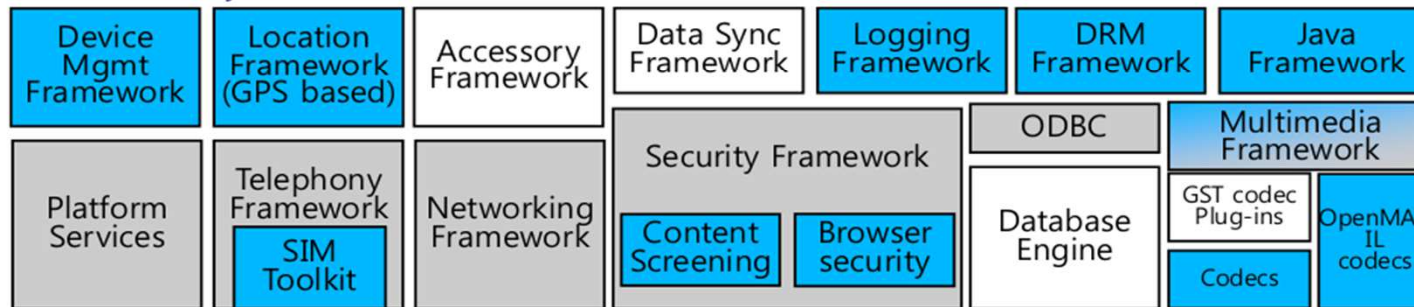 Device
Mgmt
Framework
Location
Framework
(GPS based)
Accessory
Framework
Data Sync
Framework
Logging
Framework
DRM
Framework
Java
Framework
Platform
Services
Telephony
Framework
SIM
Toolkit
Networking
Framework
Security Framework
Content
Screening
Browser
security
ODBC
Database
Engine
Multimedia
Framework
GST codec
Plug-ins
Codecs
OpenMA
IL
codecs